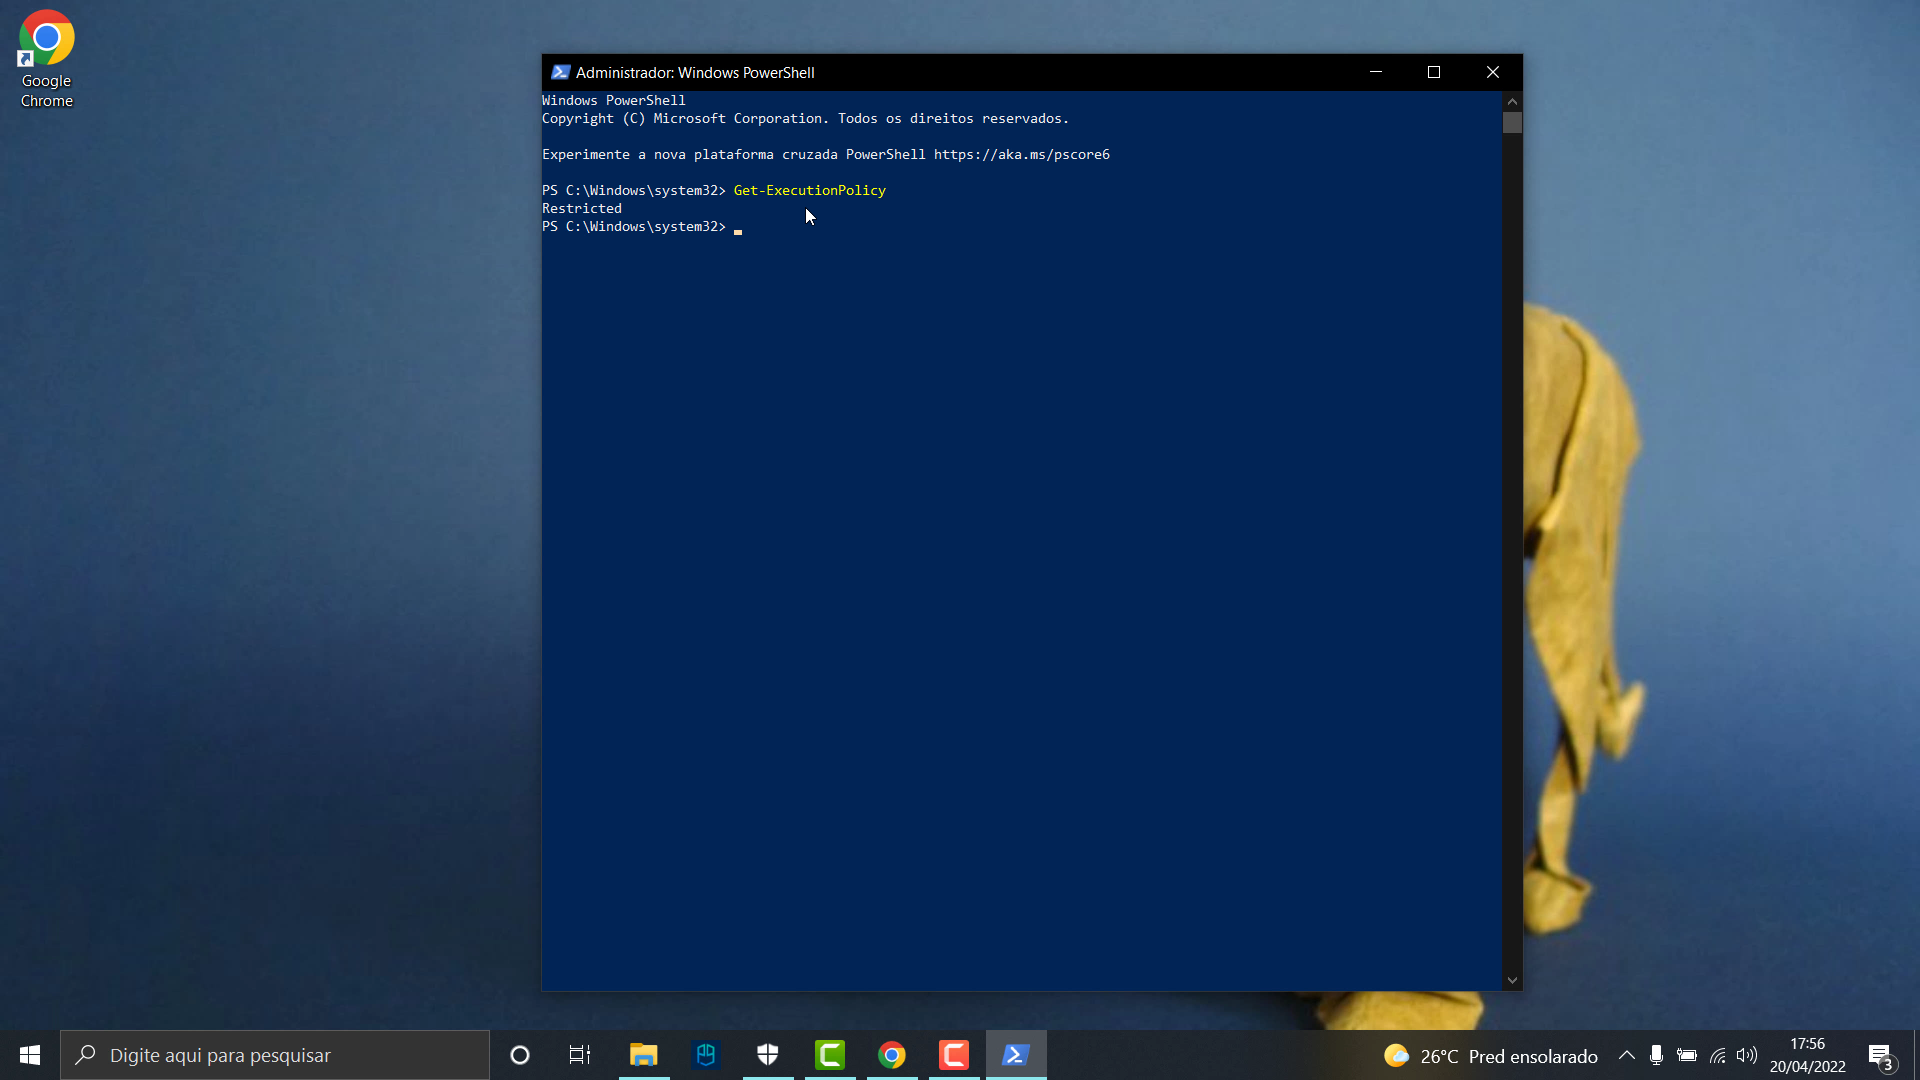 Google
Chrome
Administrador: Windows PowerShell
Windows PowerShell
Copyright (C) Microsoft Corporation. Todos os direitos reservados.
Experimente a nova plataforma cruzada PowerShell https://aka.ms/pscore6
PS C:\Windows\system32> Get-ExecutionPolicy
Restricted
PS C:\Windows\system32>
Digite aqui para pesquisar
26°C Pred ensolarado
17:56
20/04/2022
3